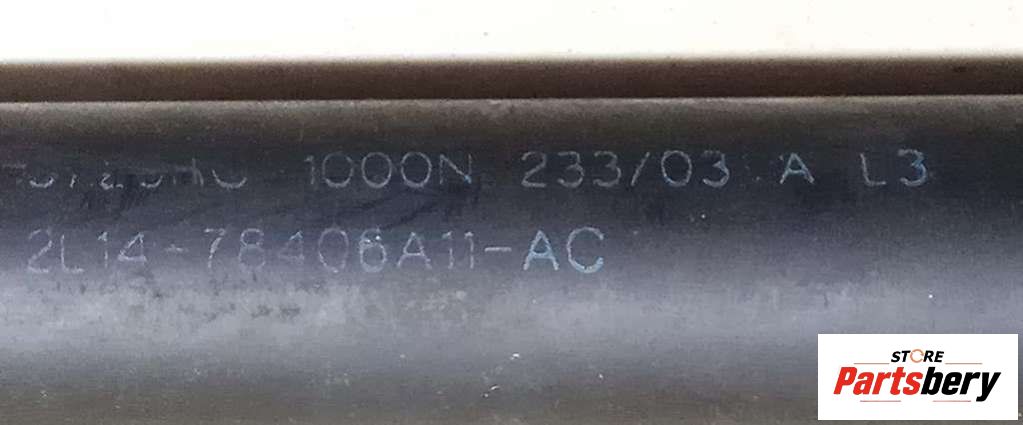 1000N 233/03 A L3
2L14-78406A11-AC
STORE
Partsbery